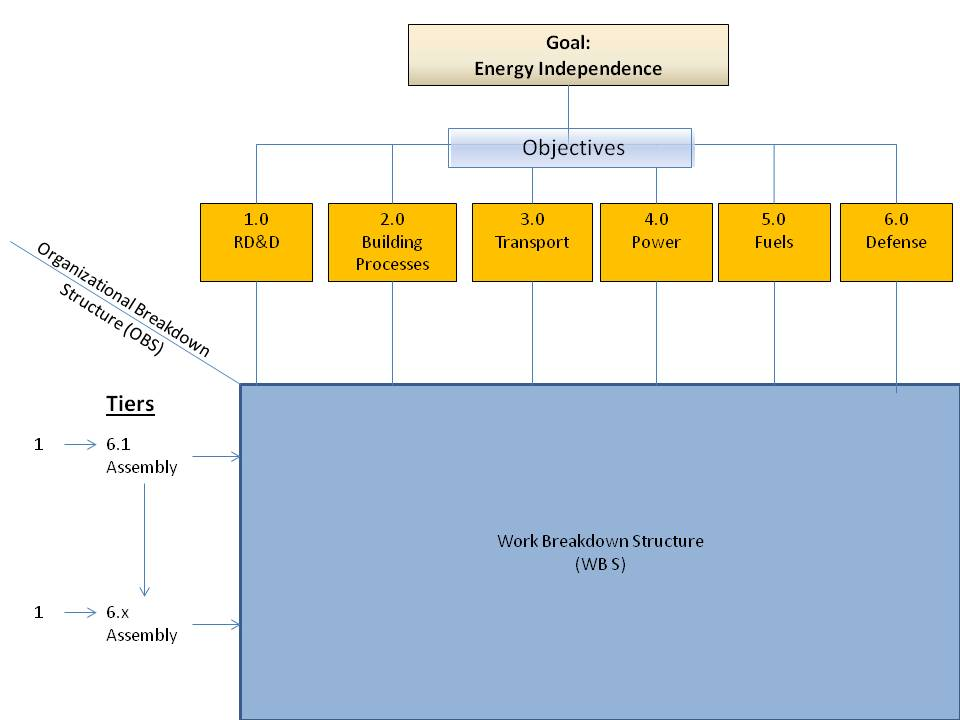 Goal:
Energy Independence
Objectives
1.0
RD&D
2.0
Building
Processes
3.0
Transport
4.0
Power
5.0
Fuels
6.0
Defense
Organizational Breakdown
Structure (OBS)
Tiers
1
6.1
Assembly
1
6.x
Assembly
Work Breakdown Structure
(WB S)